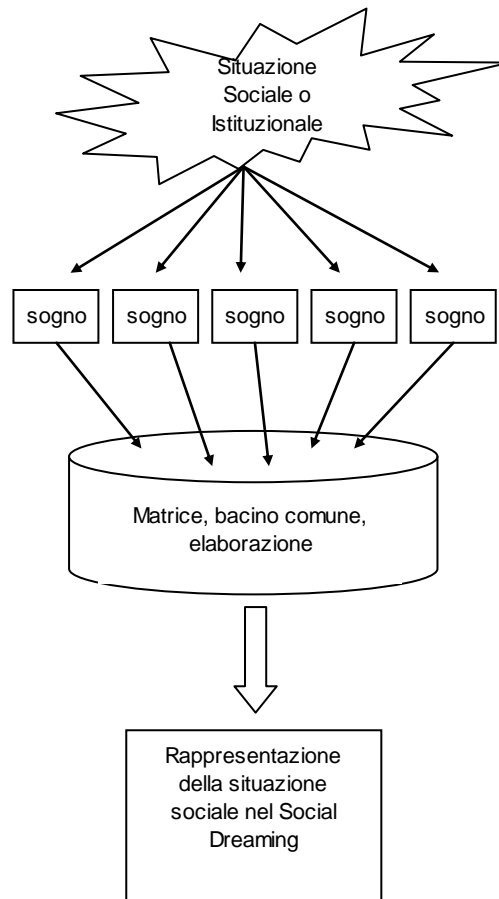 Situazione
Sociale o
Istituzionale
sogno sogno sogno sogno sogno
Matrice, bacino comune,
elaborazione
Rappresentazione
della situazione
sociale nel Social
Dreaming